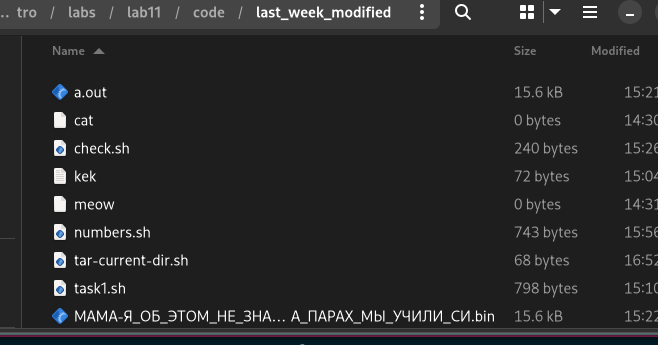 ... tro / labs / lab11 / code / last_week_modified
Name Size Modified
a.out 15.6 kB 15:21
cat 0 bytes 14:30
check.sh 240 bytes 15:26
kek 72 bytes 15:04
meow 0 bytes 14:31
numbers.sh 743 bytes 15:56
tar-current-dir.sh 68 bytes 16:52
task1.sh 798 bytes 15:10
МАМА-Я_ОБ_ЭТОМ_НЕ_ЗНА... А_ПАРАХ_МЫ_УЧИЛИ_СИ.bin 15.6 kB 15:22